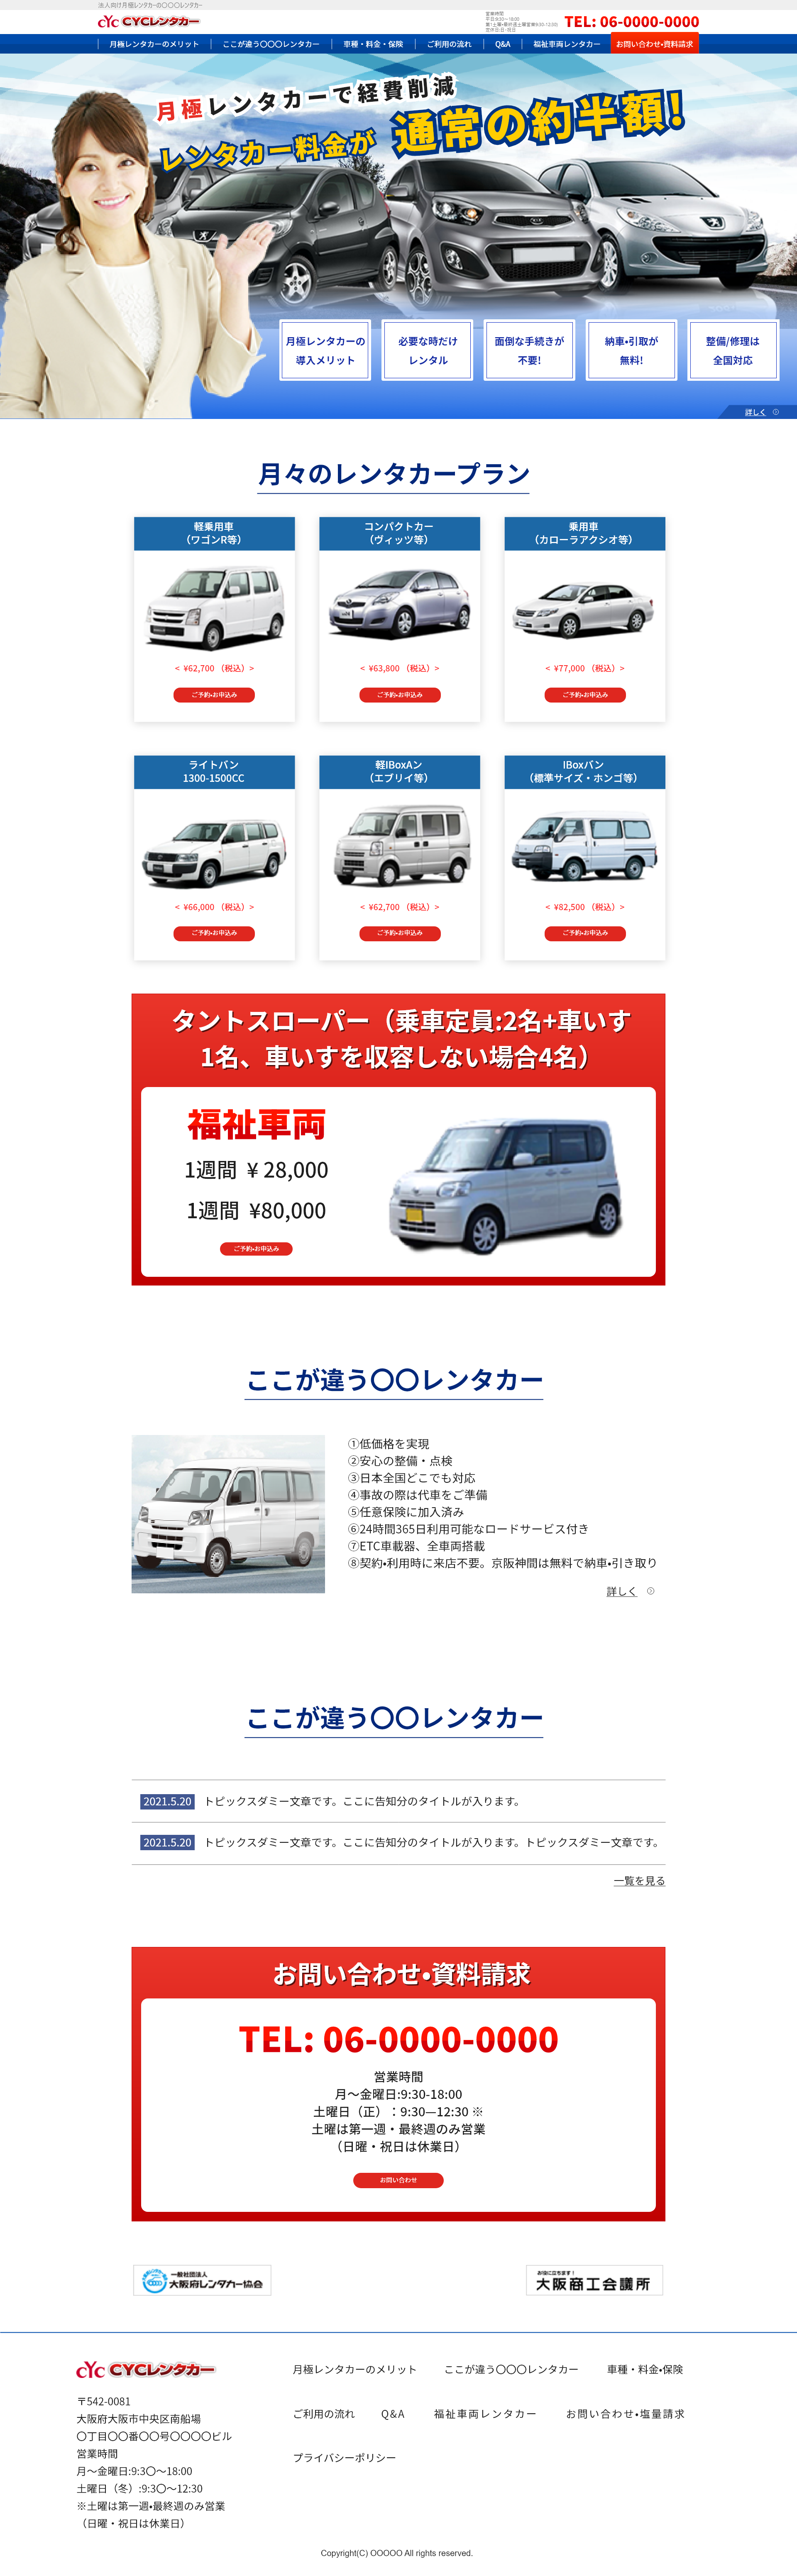 法人向け月極レンタカーの〇〇〇レンタカー
cYc CYCレンタカー
営業時間
平日:9:30～18:00
第1土曜•最終週土曜営業9:30-12:30)
定休日:日･祝日
TEL: 06-0000-0000
月極レンタカーのメリット
ここが違う〇〇〇レンタカー
車種・料金・保険
ご利用の流れ
Q&A
福祉車両レンタカー
お問い合わせ•資料請求
月極レンタカーで経費削減
レンタカー料金が 通常の約半額!
月極レンタカーの
導入メリット
必要な時だけ
レンタル
面倒な手続きが
不要!
納車•引取が
無料!
整備/修理は
全国対応
詳しく
月々のレンタカープラン
軽乗用車
（ワゴンR等）
< ¥62,700 （税込）>
ご予約•お申込み
コンパクトカー
（ヴィッツ等）
< ¥63,800 （税込）>
ご予約•お申込み
乗用車
（カローラアクシオ等）
< ¥77,000 （税込）>
ご予約•お申込み
ライトバン
1300-1500CC
< ¥66,000 （税込）>
ご予約•お申込み
軽IBoxAン
（エブリイ等）
< ¥62,700 （税込）>
ご予約•お申込み
IBoxバン
（標準サイズ・ホンゴ等）
< ¥82,500 （税込）>
ご予約•お申込み
タントスローパー（乗車定員:2名+車いす
1名、車いすを収容しない場合4名）
福祉車両
1週間 ￥28,000
1週間 ¥80,000
ご予約•お申込み
ここが違う〇〇レンタカー
①低価格を実現
②安心の整備・点検
③日本全国どこでも対応
④事故の際は代車をご準備
⑤任意保険に加入済み
⑥24時間365日利用可能なロードサービス付き
⑦ETC車載器、全車両搭載
⑧契約•利用時に来店不要。京阪神間は無料で納車•引き取り
詳しく
ここが違う〇〇レンタカー
2021.5.20 トピックスダミー文章です。ここに告知分のタイトルが入ります。
2021.5.20 トピックスダミー文章です。ここに告知分のタイトルが入ります。トピックスダミー文章です。
一覧を見る
お問い合わせ•資料請求
TEL: 06-0000-0000
営業時間
月～金曜日:9:30-18:00
土曜日（正）：9:30—12:30 ※
土曜は第一週・最終週のみ営業
（日曜・祝日は休業日）
お問い合わせ
一般社団法人
大阪府レンタカー協会
お役に立ちます！
大阪商工会議所
cYc CYCレンタカー
〒542-0081
大阪府大阪市中央区南船場
〇丁目〇〇番〇〇号〇〇〇〇ビル
営業時間
月～金曜日:9:3〇～18:00
土曜日（冬）:9:3〇～12:30
※土曜は第一週•最終週のみ営業
（日曜・祝日は休業日）
月極レンタカーのメリット
ここが違う〇〇〇レンタカー
車種・料金•保険
ご利用の流れ
Q&A
福祉車両レンタカー
お問い合わせ•塩量請求
プライバシーポリシー
Copyright(C) OOOOO All rights reserved.